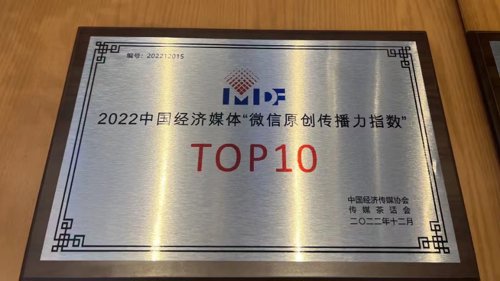 编号：202212015
IMDF
2022中国经济媒体“微信原创传播力指数”
TOP10
中国经济传媒协会
传媒茶话会
二〇二二年十二月